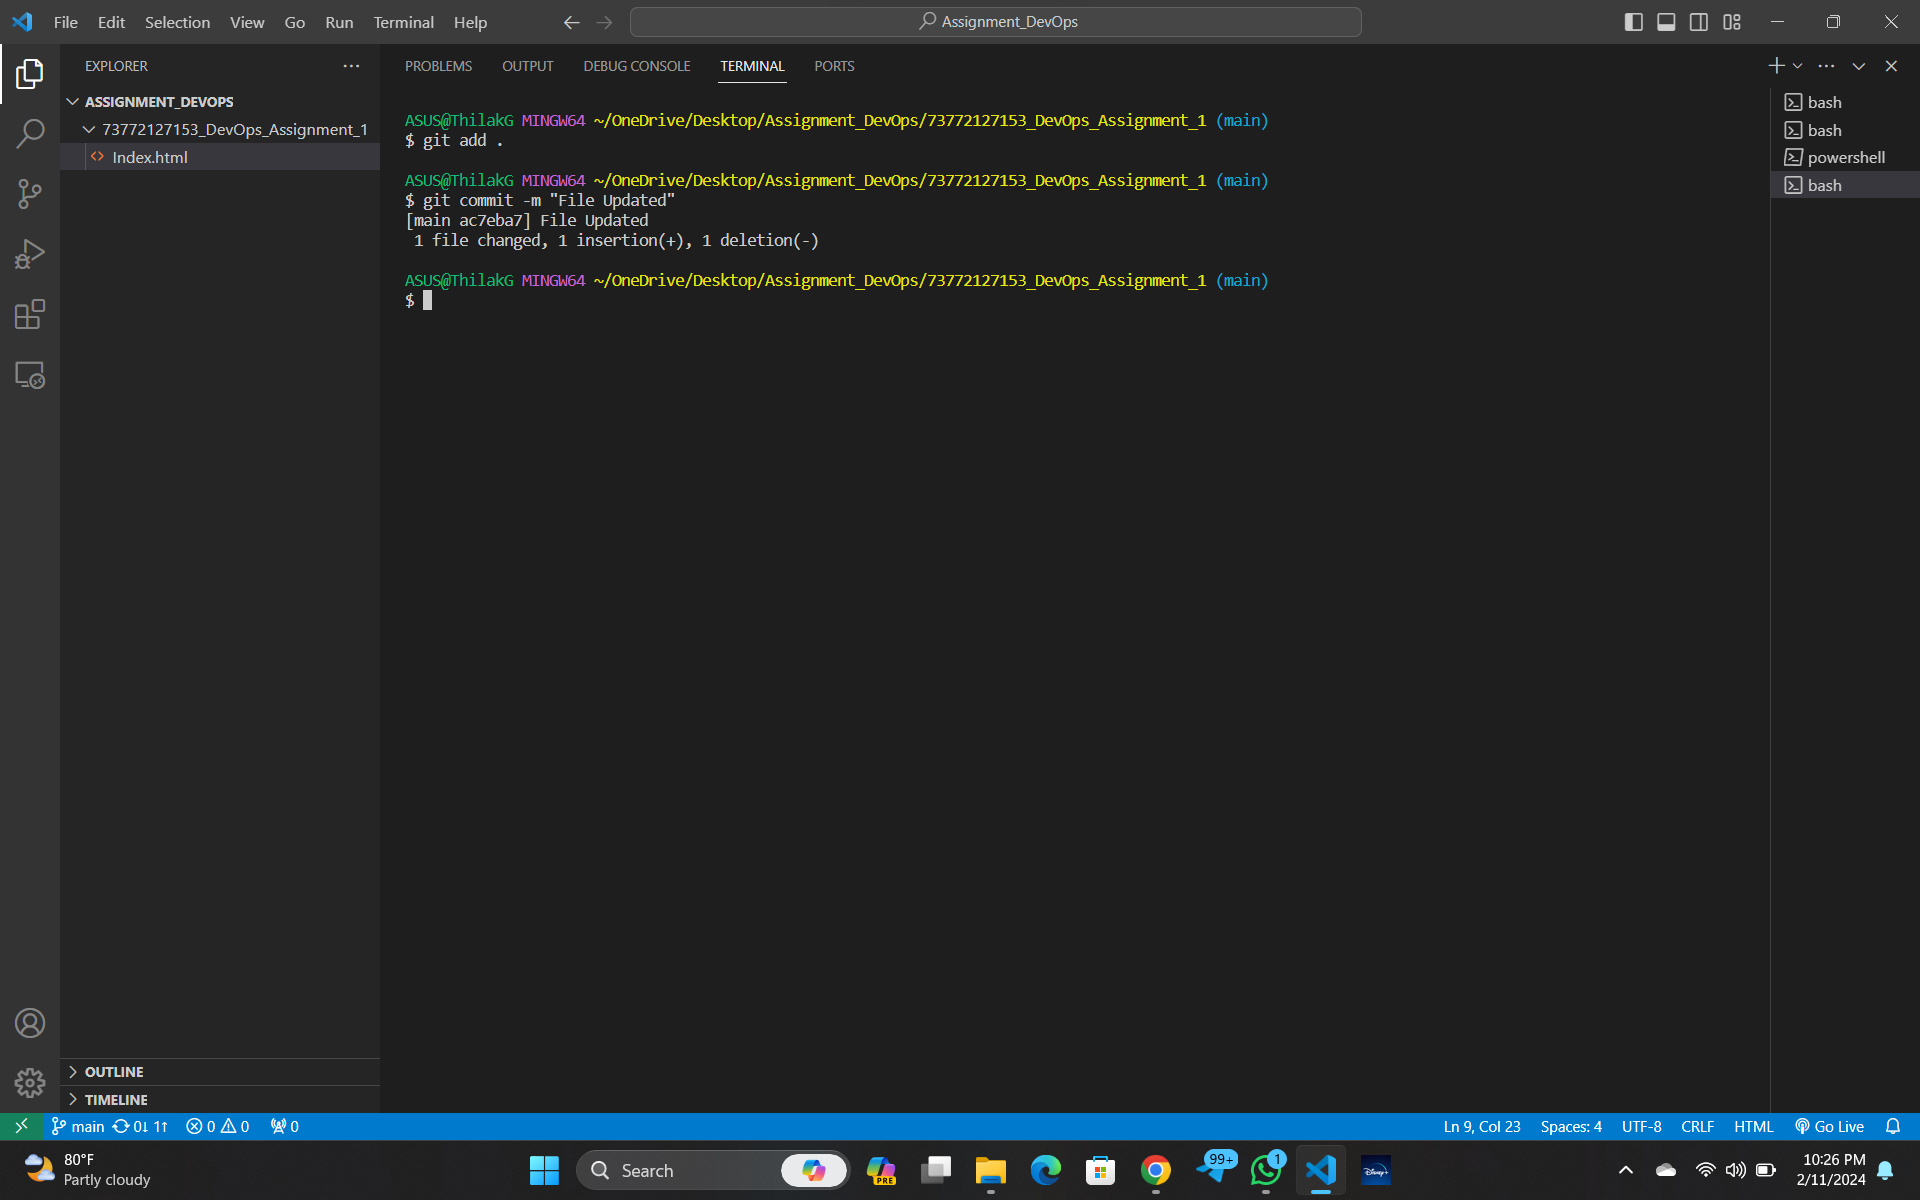 File Edit Selection View Go Run Terminal Help
Assignment_DevOps
EXPLORER
ASSIGNMENT_DEVOPS
73772127153_DevOps_Assignment_1
Index.html
PROBLEMS OUTPUT DEBUG CONSOLE TERMINAL PORTS
ASUS@ThilakG MINGW64 ~/OneDrive/Desktop/Assignment_DevOps/73772127153_DevOps_Assignment_1 (main)
$ git add .
ASUS@ThilakG MINGW64 ~/OneDrive/Desktop/Assignment_DevOps/73772127153_DevOps_Assignment_1 (main)
$ git commit -m "File Updated"
[main ac7eba7] File Updated
1 file changed, 1 insertion(+), 1 deletion(-)
ASUS@ThilakG MINGW64 ~/OneDrive/Desktop/Assignment_DevOps/73772127153_DevOps_Assignment_1 (main)
$
bash
bash
powershell
bash
OUTLINE
TIMELINE
main 0↓ 1↑ 0 0 0
Ln 9, Col 23 Spaces: 4 UTF-8 CRLF HTML Go Live
80°F
Partly cloudy
Search
PRE
99+
1
Disney+
10:26 PM
2/11/2024